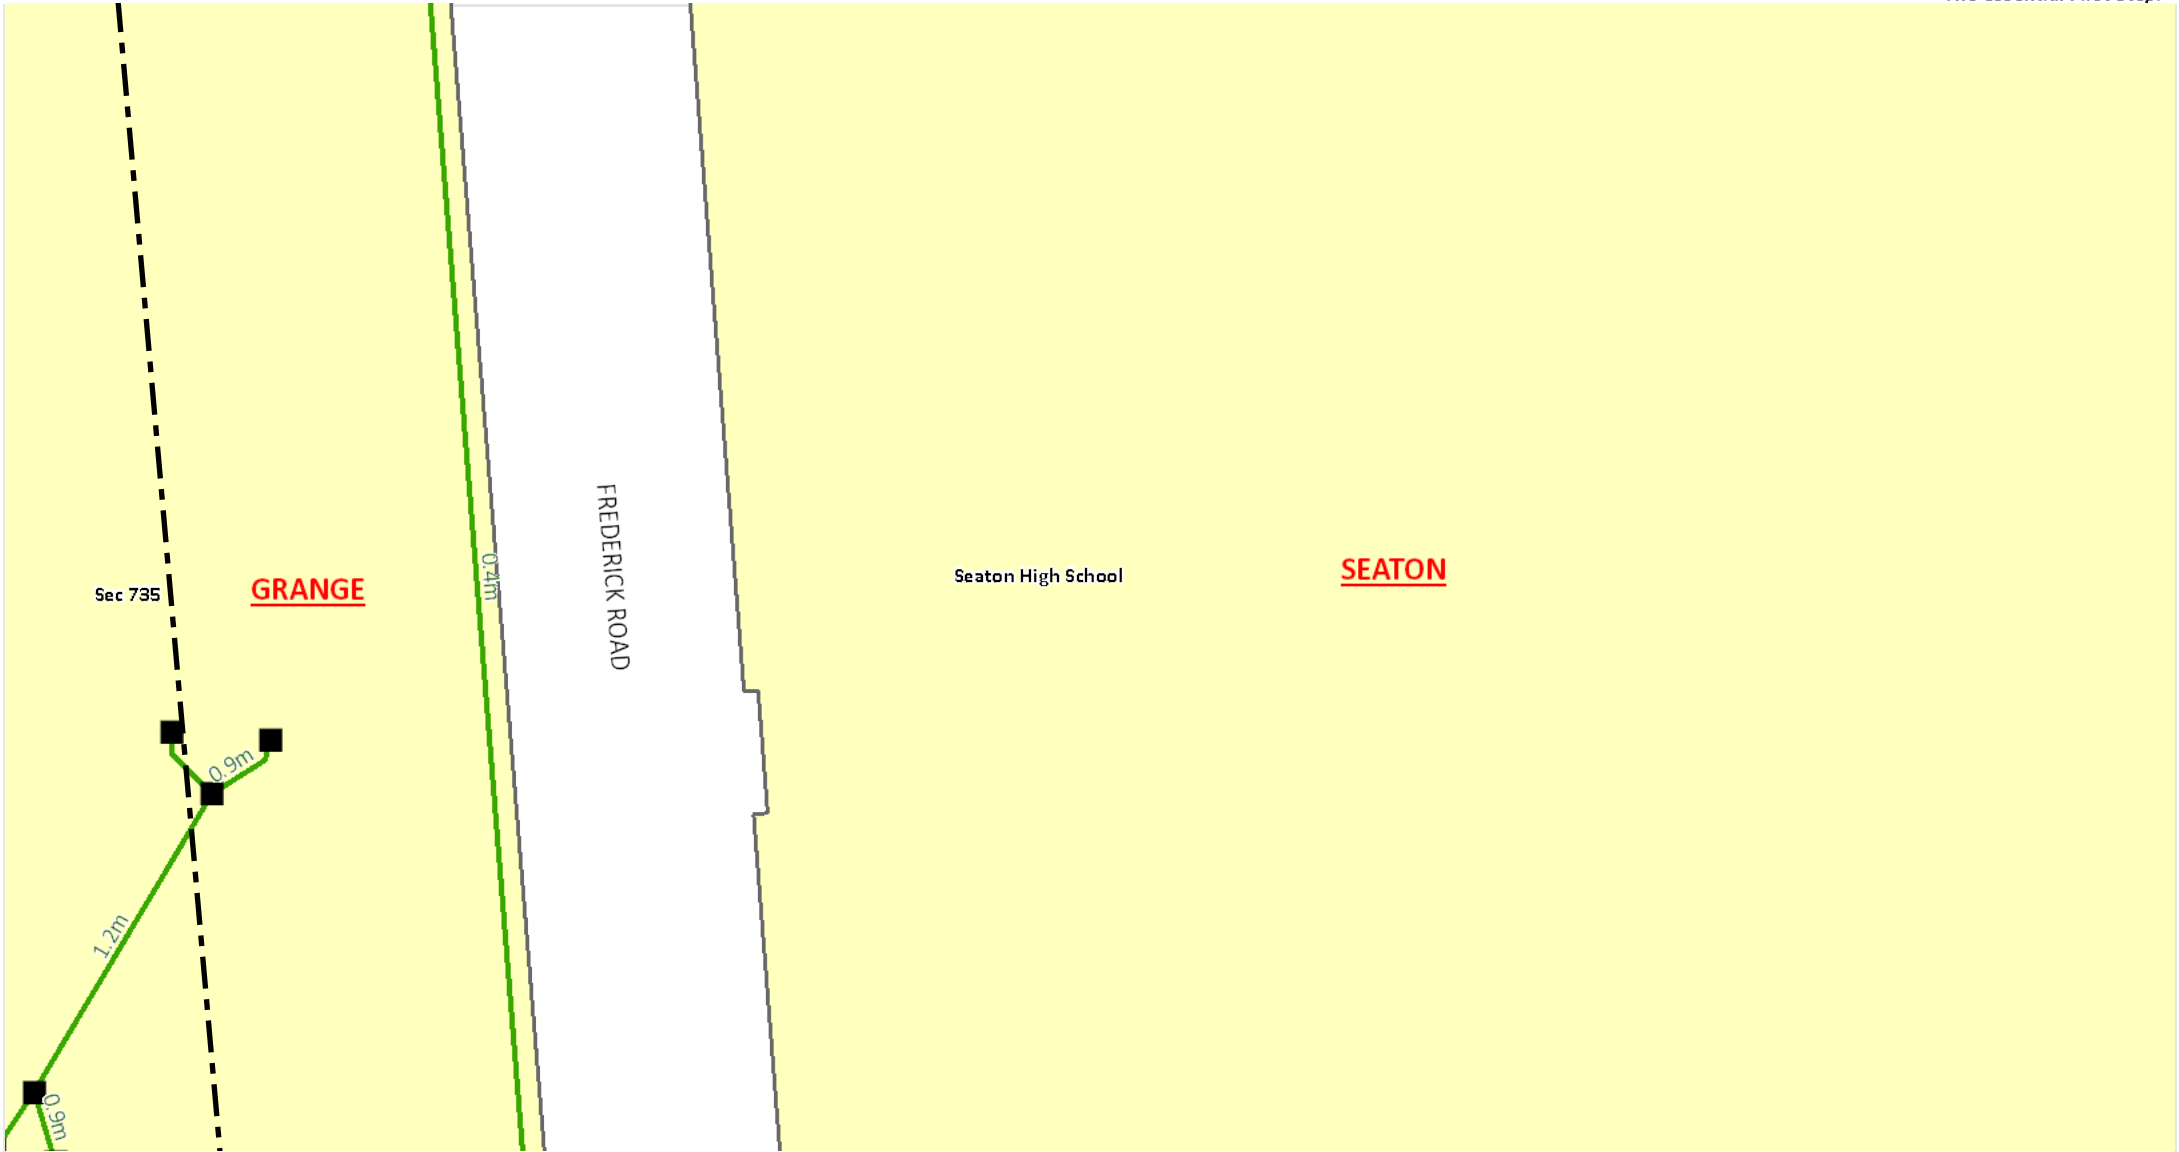 FREDERICK ROAD
0.4m
Seaton High School
SEATON
Sec 735
GRANGE
0.9m
1.2m
0.9m